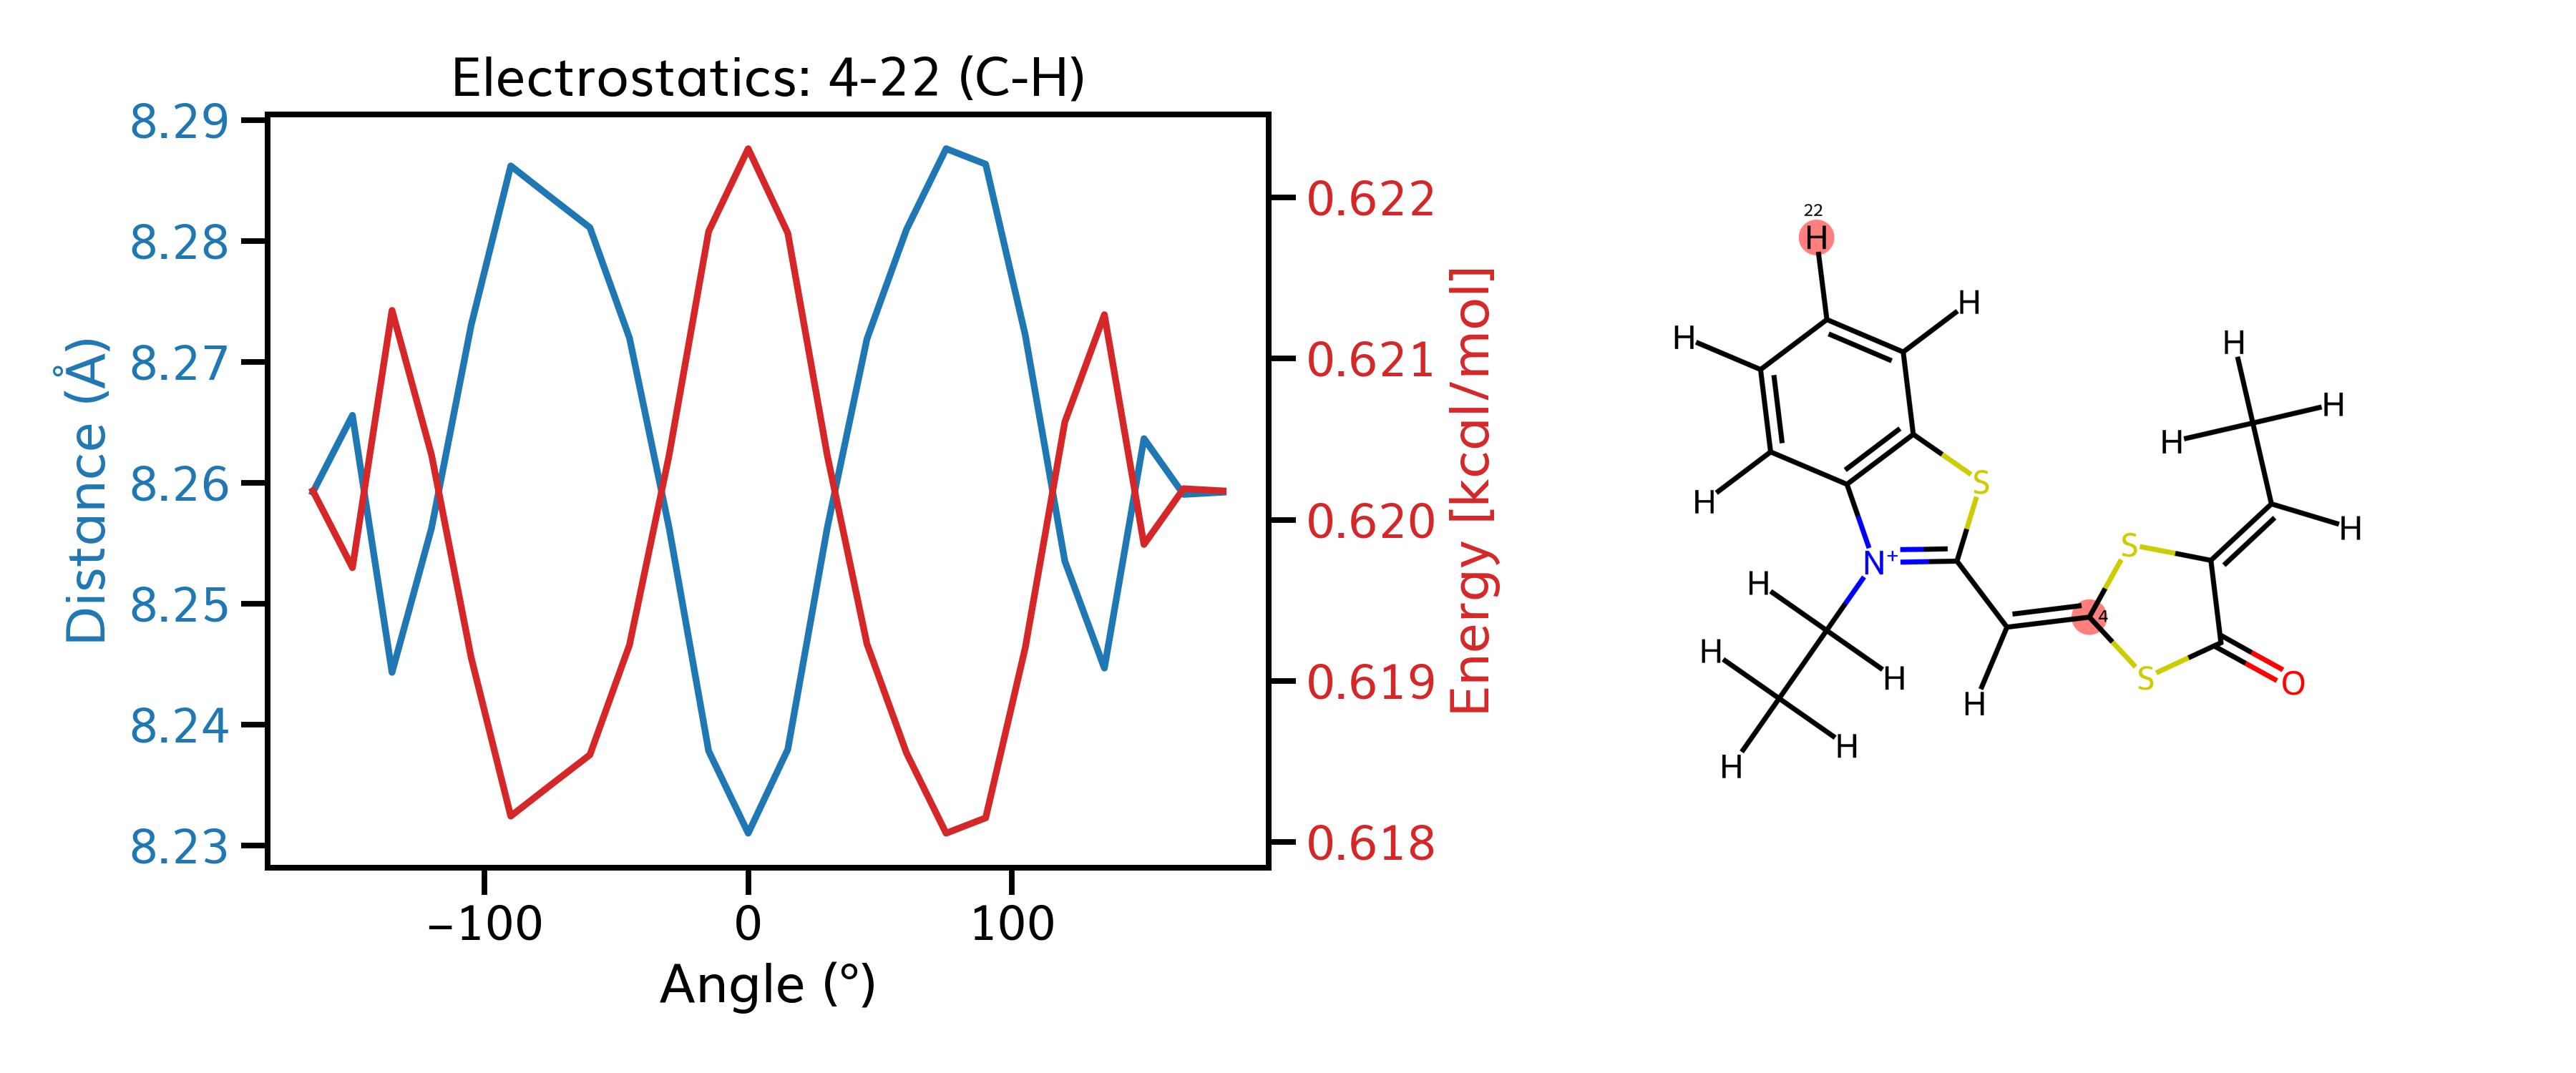 Electrostatics: 4-22 (C-H)
8.29
8.28
8.27
8.26
8.25
8.24
8.23
Distance (Å)
−100
0
100
Angle (°)
0.622
0.621
0.620
0.619
0.618
Energy [kcal/mol]
22
H
H
H
H
H
H
H
S
S
H
N+
H
4
H
H
S
H
O
H
H